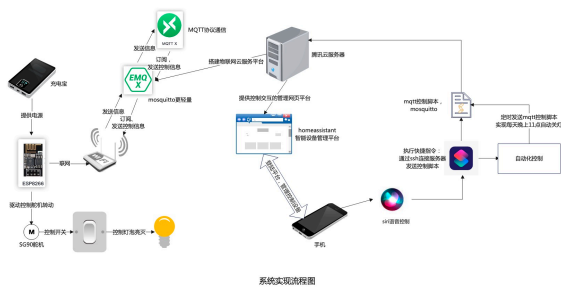 MQTT X
MQTT协议通信
发送信息
订阅，
发送控制信息
搭建物联网云服务平台
腾讯云服务器
EMQ
X
mosquitto更轻量
充电宝
发送信息
订阅，
发送控制信息
提供控制交互的管理网页平台
mqtt控制脚本，
mosquitto
定时发送mqtt控制脚本
实现每天晚上11点自动关灯
提供电源
homeassistant
智能设备管理平台
执行快捷指令：
通过ssh连接服务器
发送控制脚本
自动化控制
联网
ESP8266
驱动控制舵机转动
siri语音控制
手机
M
控制开关
控制灯泡亮灭
SG90舵机
系统实现流程图